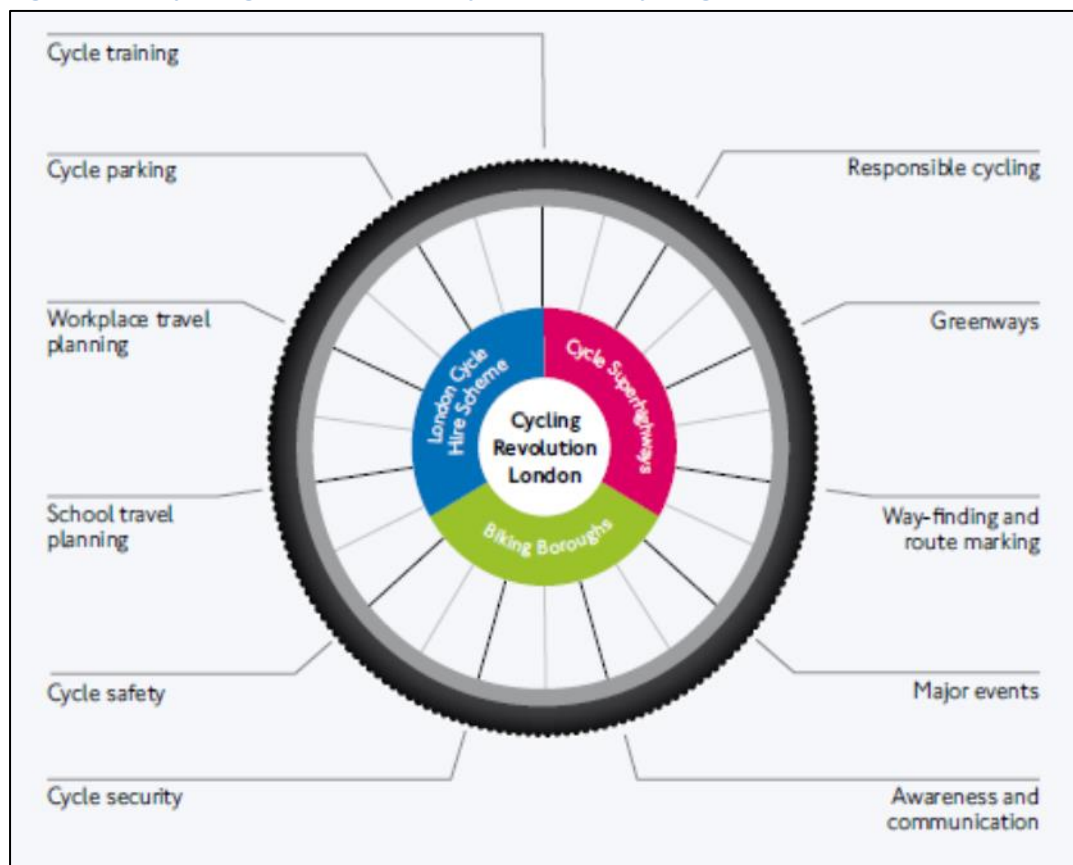 Cycle training
Cycle parking
Workplace travel
planning
School travel
planning
Cycle safety
Cycle security
London Cycle
Hire Scheme
Cycle Superhighways
Cycling
Revolution
London
Biking Boroughs
Responsible cycling
Greenways
Way-finding and
route marking
Major events
Awareness and
communication